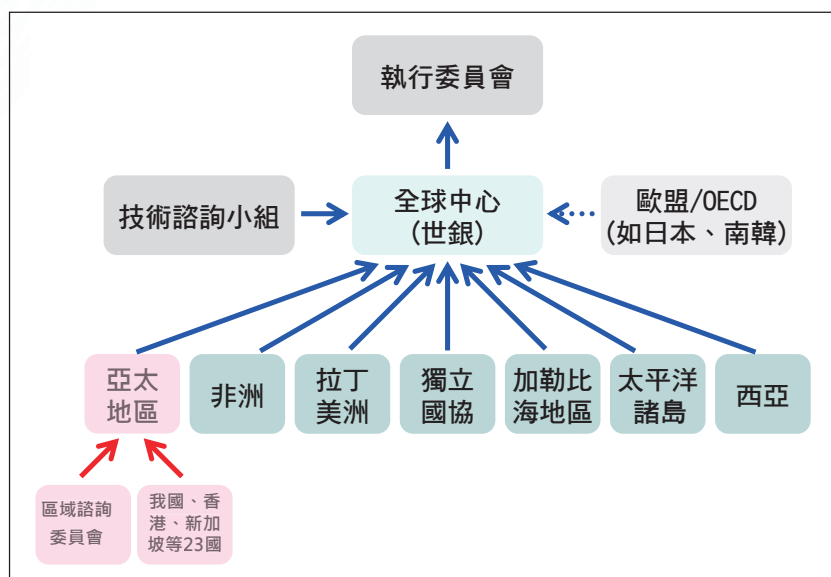 執行委員會
技術諮詢小組
全球中心
(世銀)
歐盟/OECD
(如日本、南韓)
亞太
地區
非洲
拉丁
美洲
獨立
國協
加勒比
海地區
太平洋
諸島
西亞
區域諮詢
委員會
我國、香
港、新加
坡等23國